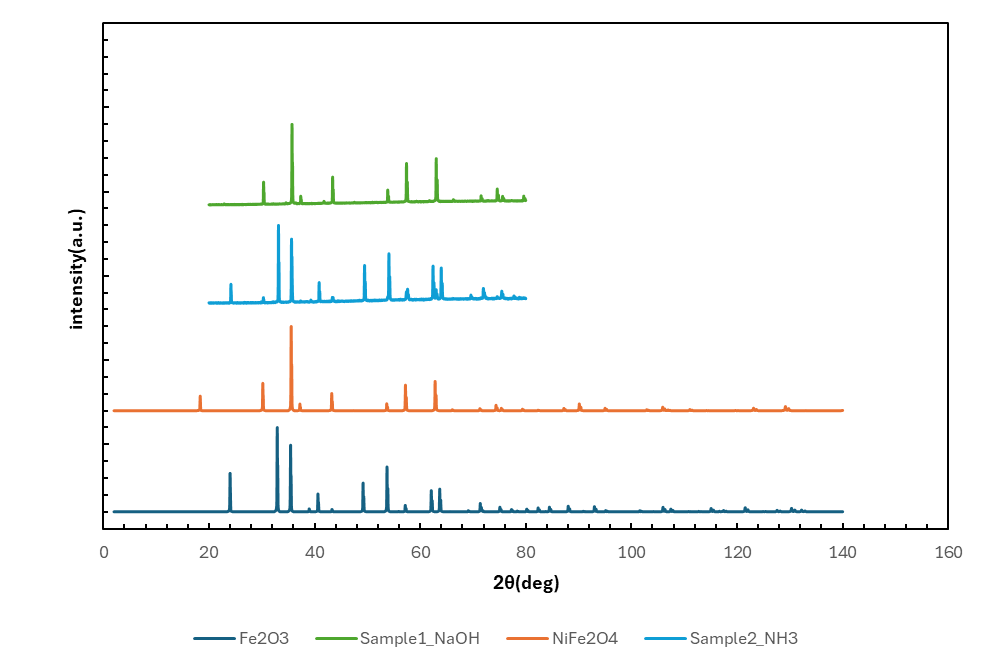 intensity(a.u.)
0 20 40 60 80 100 120 140 160
2θ(deg)
Fe2O3 Sample1_NaOH NiFe2O4 Sample2_NH3